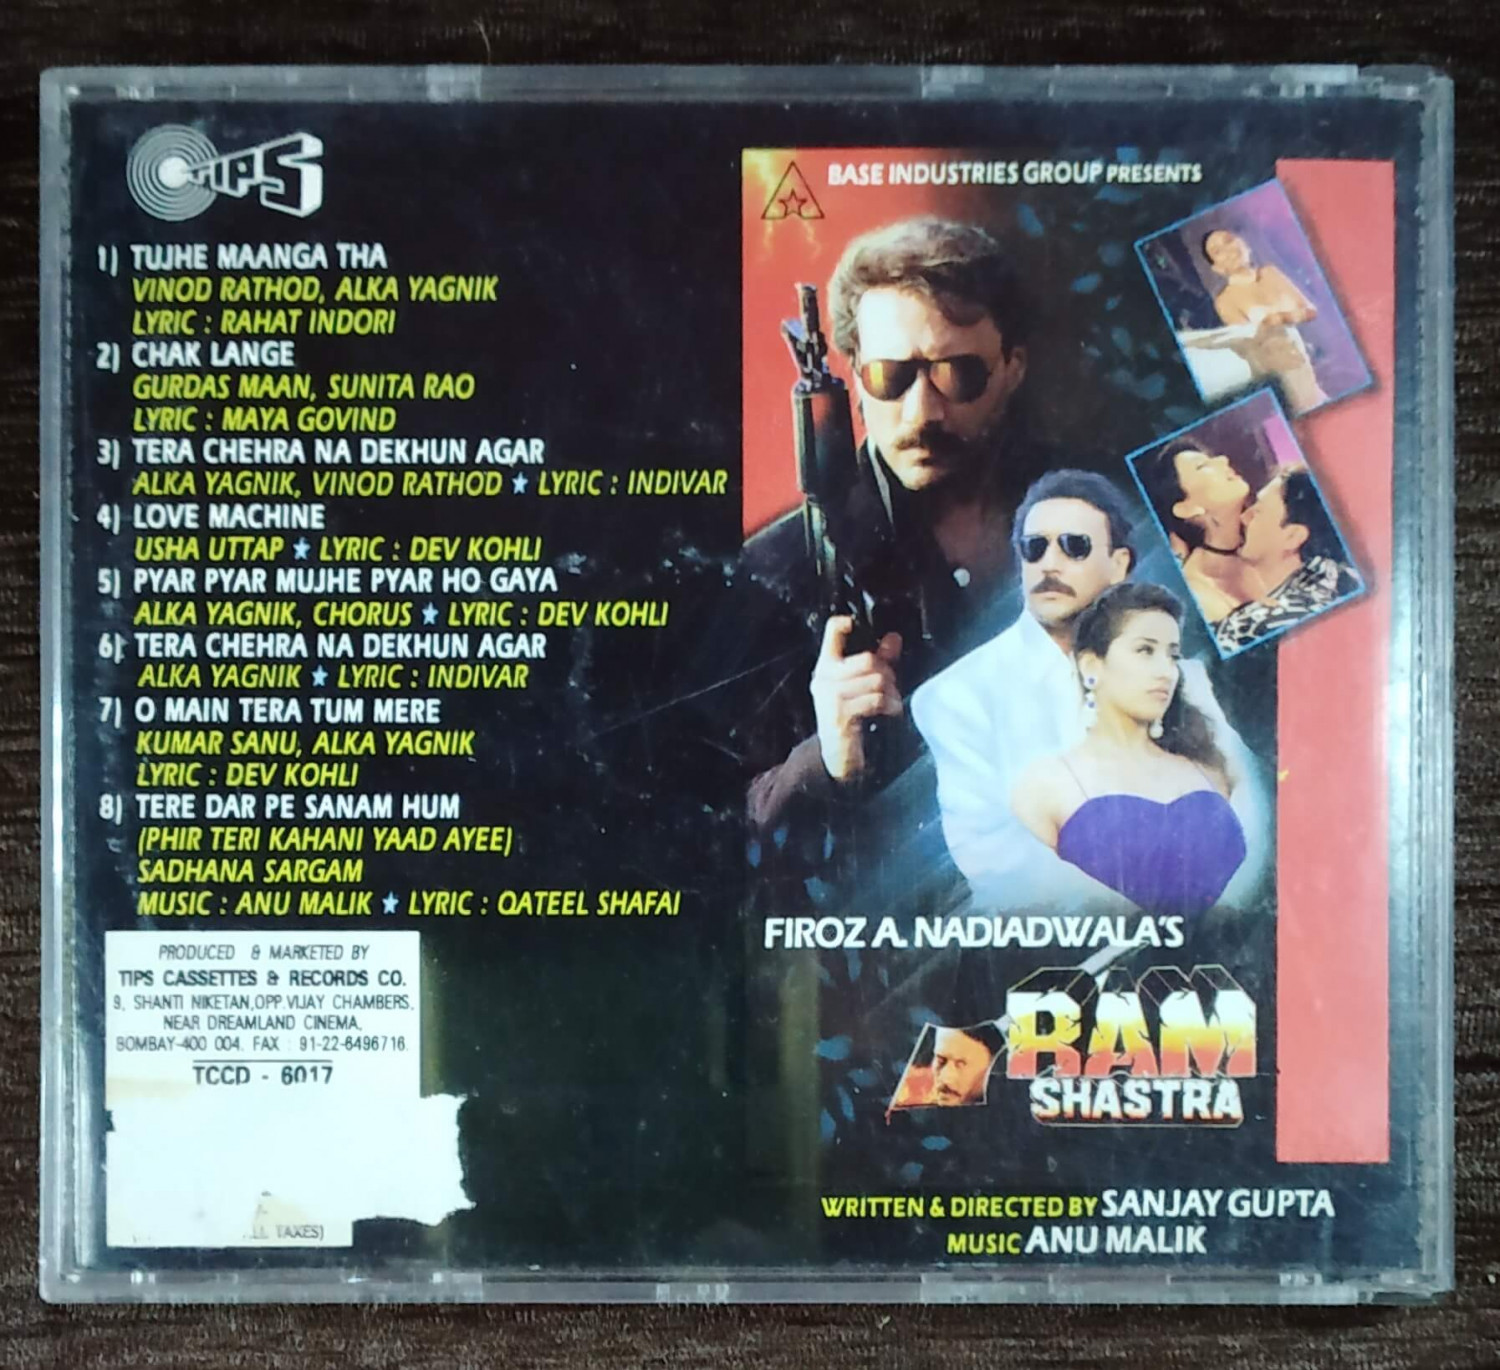 TIPS
1) TUJHE MAANGA THA
VINOD RATHOD, ALKA YAGNIK
LYRIC : RAHAT INDORI
2) CHAK LANGE
GURDAS MAAN, SUNITA RAO
LYRIC : MAYA GOVIND
3) TERA CHEHRA NA DEKHUN AGAR
ALKA YAGNIK, VINOD RATHOD ★ LYRIC : INDIVAR
4) LOVE MACHINE
USHA UTTAP ★ LYRIC : DEV KOHLI
5) PYAR PYAR MUJHE PYAR HO GAYA
ALKA YAGNIK, CHORUS ★ LYRIC : DEV KOHLI
6) TERA CHEHRA NA DEKHUN AGAR
ALKA YAGNIK ★ LYRIC : INDIVAR
7) O MAIN TERA TUM MERE
KUMAR SANU, ALKA YAGNIK
LYRIC : DEV KOHLI
8) TERE DAR PE SANAM HUM
(PHIR TERI KAHANI YAAD AYEE)
SADHANA SARGAM
MUSIC : ANU MALIK ★ LYRIC : QATEEL SHAFAI
PRODUCED & MARKETED BY
TIPS CASSETTES & RECORDS CO.
9, SHANTI NIKETAN,OPP.VIJAY CHAMBERS,
NEAR DREAMLAND CINEMA,
BOMBAY-400 004. FAX : 91-22-6496716.
TCCD - 6017
TAXES)
BASE INDUSTRIES GROUP PRESENTS
FIROZ A. NADIADWALA'S
RAM
SHASTRA
WRITTEN & DIRECTED BY SANJAY GUPTA
MUSIC ANU MALIK